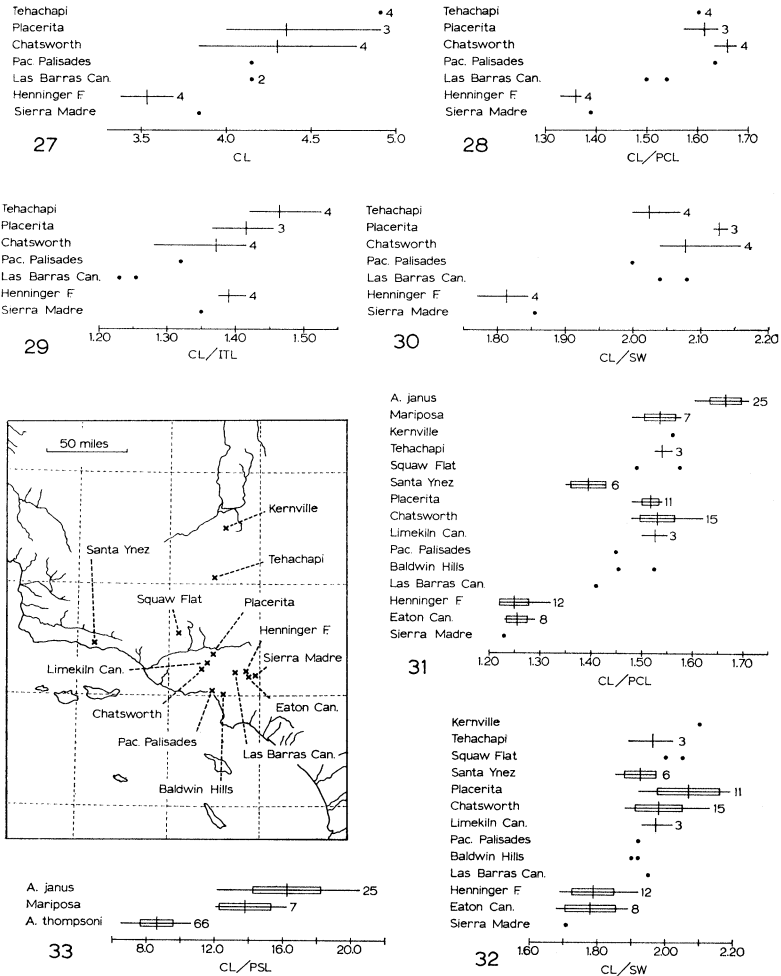 Tehachapi 4
Placerita 3
Chatsworth 4
Pac. Palisades
Las Barras Can. 2
Henninger F. 4
Sierra Madre
3.5 4.0 4.5 5.0
27 CL
Tehachapi 4
Placerita 3
Chatsworth 4
Pac. Palisades
Las Barras Can.
Henninger F. 4
Sierra Madre
1.30 1.40 1.50 1.60 1.70
28 CL/PCL
Tehachapi 4
Placerita 3
Chatsworth 4
Pac. Palisades
Las Barras Can.
Henninger F. 4
Sierra Madre
1.20 1.30 1.40 1.50
29 CL/ITL
Tehachapi 4
Placerita 3
Chatsworth 4
Pac. Palisades
Las Barras Can.
Henninger F. 4
Sierra Madre
1.80 1.90 2.00 2.10 2.20
30 CL/SW
50 miles
Kernville
Santa Ynez
Tehachapi
Squaw Flat
Placerita
Henninger F.
Limekiln Can.
Sierra Madre
Chatsworth
Eaton Can.
Pac. Palisades
Las Barras Can.
Baldwin Hills
A. janus 25
Mariposa 7
Kernville
Tehachapi 3
Squaw Flat
Santa Ynez 6
Placerita 11
Chatsworth 15
Limekiln Can. 3
Pac. Palisades
Baldwin Hills
Las Barras Can.
Henninger F. 12
Eaton Can. 8
Sierra Madre
1.20 1.30 1.40 1.50 1.60 1.70
31 CL/PCL
Kernville
Tehachapi 3
Squaw Flat
Santa Ynez 6
Placerita 11
Chatsworth 15
Limekiln Can. 3
Pac. Palisades
Baldwin Hills
Las Barras Can.
Henninger F. 12
Eaton Can. 8
Sierra Madre
1.60 1.80 2.00 2.20
32 CL/SW
A. janus 25
Mariposa 7
A. thompsoni 66
8.0 12.0 16.0 20.0
33 CL/PSL